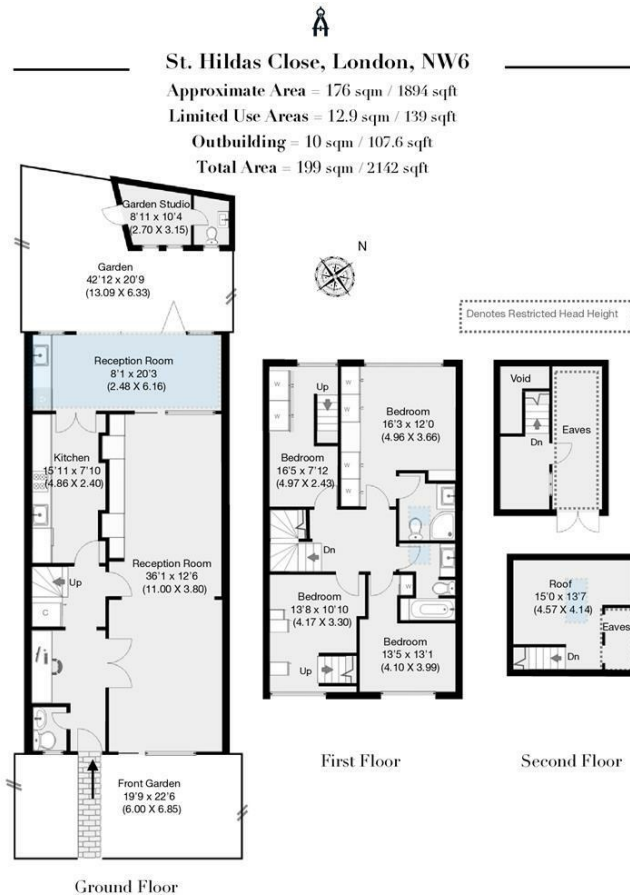 St. Hildas Close, London, NW6
Approximate Area = 176 sqm / 1894 sqft
Limited Use Areas = 12.9 sqm / 139 sqft
Outbuilding = 10 sqm / 107.6 sqft
Total Area = 199 sqm / 2142 sqft
Garden Studio
8'11 x 10'4
(2.70 X 3.15)
N
Garden
42'12 x 20'9
(13.09 X 6.33)
Denotes Restricted Head Height
Reception Room
8'1 x 20'3
(2.48 X 6.16)
Kitchen
15'11 x 7'10
(4.86 X 2.40)
Reception Room
36'1 x 12'6
(11.00 X 3.80)
Up
C
Front Garden
19'9 x 22'6
(6.00 X 6.85)
Ground Floor
Up
W
W
W
W
W
W
Bedroom
16'3 x 12'0
(4.96 X 3.66)
Bedroom
16'5 x 7'12
(4.97 X 2.43)
Dn
W
Bedroom
13'8 x 10'10
(4.17 X 3.30)
Up
Bedroom
13'5 x 13'1
(4.10 X 3.99)
First Floor
Void
Dn
Eaves
Roof
15'0 x 13'7
(4.57 X 4.14)
Eaves
Dn
Second Floor